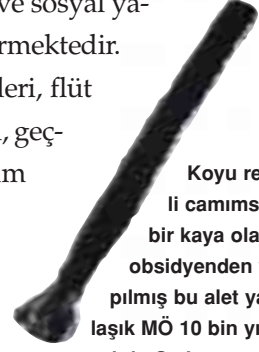 ve sosyal ya-
rmektedir.
leri, flüt
, geç-
m
Koyu re
li camıms
bir kaya ola
obsidyenden
pılmış bu alet ya
laşık MÖ 10 bin yı